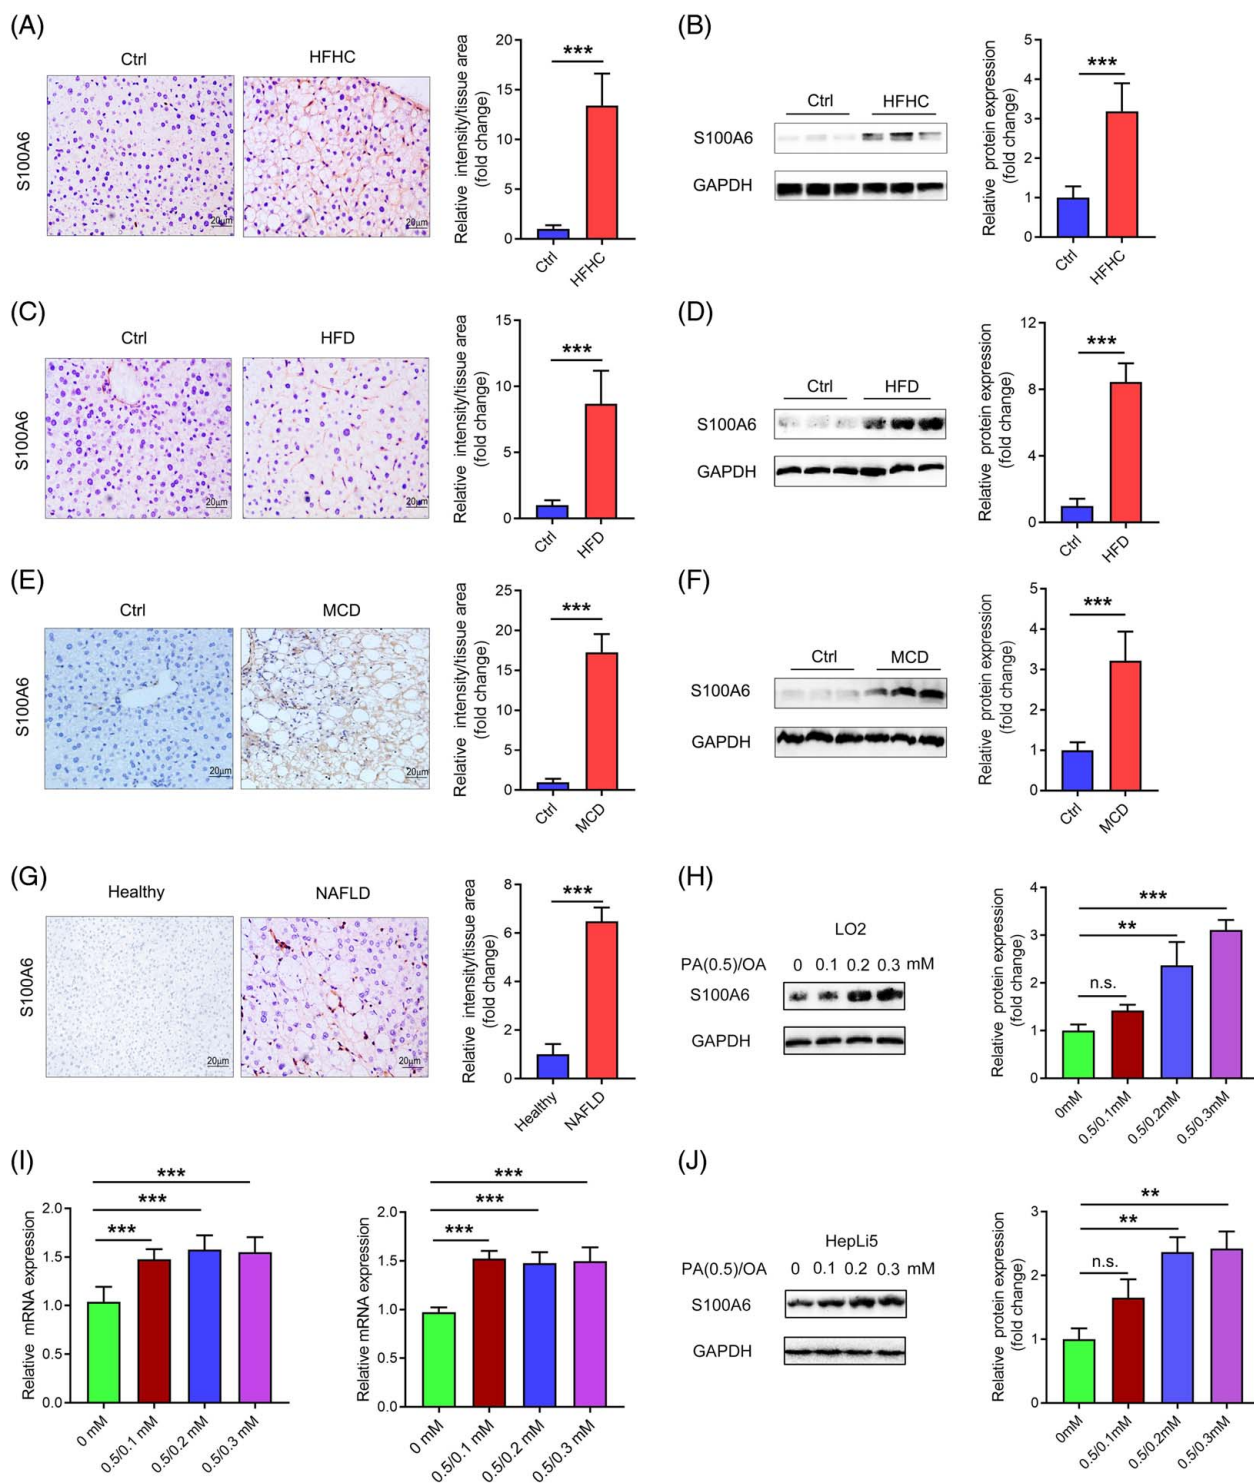 (A)
Ctrl HFHC
S100A6
20μm 20μm
Relative intensity/tissue area
(fold change)
***
20
15
10
5
0
Ctrl HFHC
(B)
Ctrl HFHC
S100A6
GAPDH
Relative protein expression
(fold change)
***
5
4
3
2
1
0
Ctrl HFHC
(C)
Ctrl HFD
S100A6
20μm 20μm
Relative intensity/tissue area
(fold change)
***
15
10
5
0
Ctrl HFD
(D)
Ctrl HFD
S100A6
GAPDH
Relative protein expression
(fold change)
***
12
8
4
0
Ctrl HFD
(E)
Ctrl MCD
S100A6
20μm 20μm
Relative intensity/tissue area
(fold change)
***
25
20
15
10
5
0
Ctrl MCD
(F)
Ctrl MCD
S100A6
GAPDH
Relative protein expression
(fold change)
***
5
4
3
2
1
0
Ctrl MCD
(G)
Healthy NAFLD
S100A6
20μm 20μm
Relative intensity/tissue area
(fold change)
***
8
6
4
2
0
Healthy NAFLD
(H)
LO2
PA(0.5)/OA 0 0.1 0.2 0.3 mM
S100A6
GAPDH
Relative protein expression
(fold change)
***
**
n.s.
4
3
2
1
0
0mM 0.5/0.1mM 0.5/0.2mM 0.5/0.3mM
(I)
Relative mRNA expression
***
***
***
2.0
1.5
1.0
0.5
0.0
0 mM 0.5/0.1 mM 0.5/0.2 mM 0.5/0.3 mM
Relative mRNA expression
***
***
***
2.0
1.5
1.0
0.5
0.0
0 mM 0.5/0.1 mM 0.5/0.2 mM 0.5/0.3 mM
(J)
HepLi5
PA(0.5)/OA 0 0.1 0.2 0.3 mM
S100A6
GAPDH
Relative protein expression
(fold change)
**
**
n.s.
3
2
1
0
0mM 0.5/0.1mM 0.5/0.2mM 0.5/0.3mM